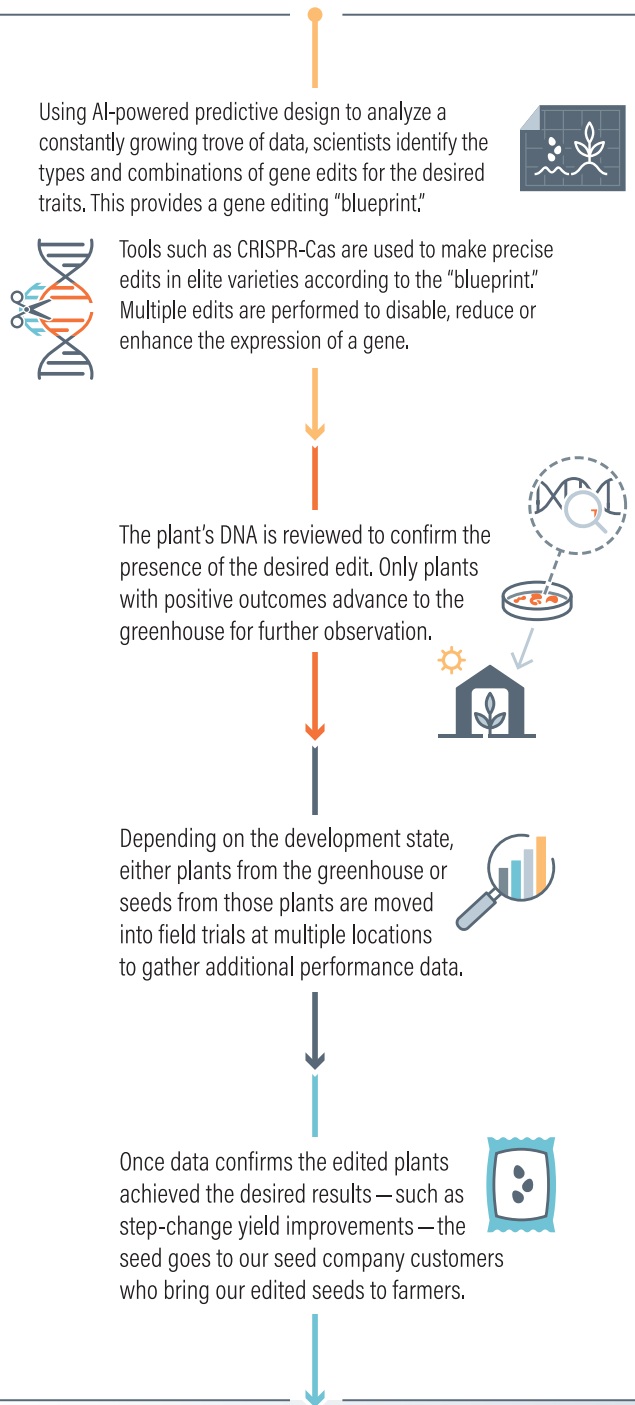 Using AI-powered predictive design to analyze a
constantly growing trove of data, scientists identify the
types and combinations of gene edits for the desired
traits. This provides a gene editing “blueprint.”
Tools such as CRISPR-Cas are used to make precise
edits in elite varieties according to the “blueprint.”
Multiple edits are performed to disable, reduce or
enhance the expression of a gene.
The plant’s DNA is reviewed to confirm the
presence of the desired edit. Only plants
with positive outcomes advance to the
greenhouse for further observation.
Depending on the development state,
either plants from the greenhouse or
seeds from those plants are moved
into field trials at multiple locations
to gather additional performance data.
Once data confirms the edited plants
achieved the desired results — such as
step-change yield improvements — the
seed goes to our seed company customers
who bring our edited seeds to farmers.